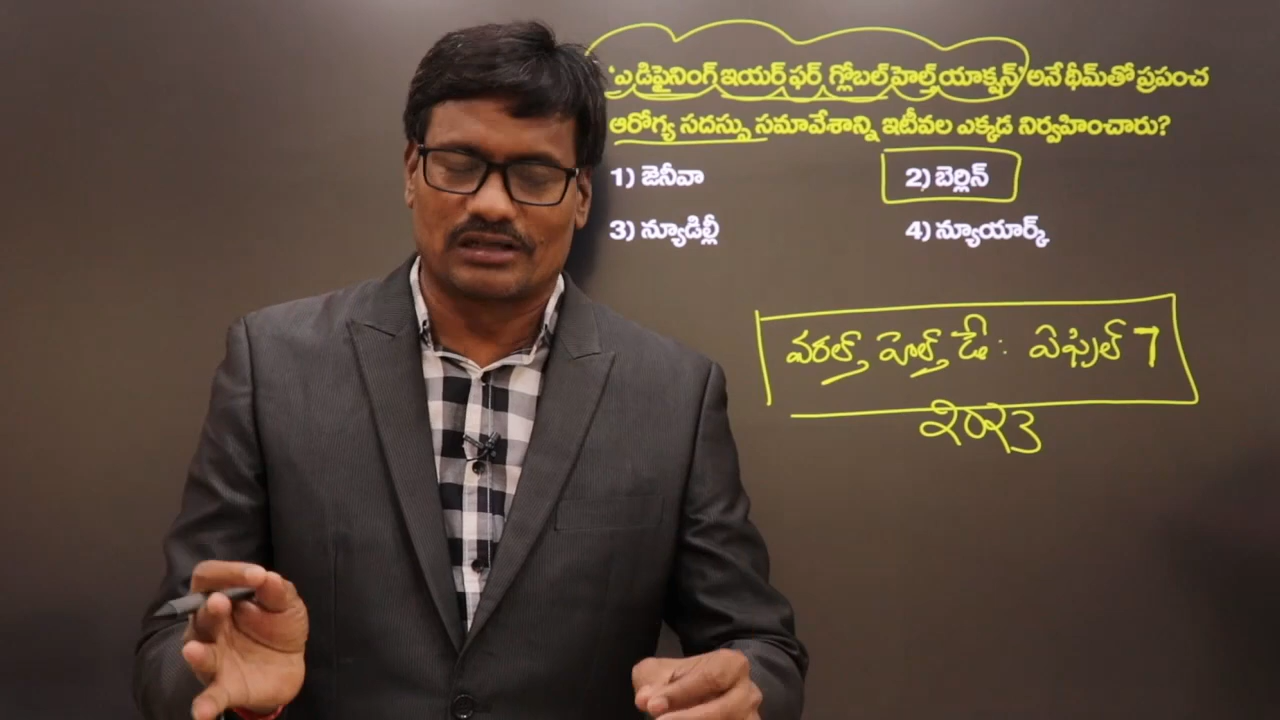 'ఎ డిఫైనింగ్ ఇయర్ ఫర్ గ్లోబల్ హెల్త్ యాక్షన్' అనే థీమ్‌తో ప్రపంచ
ఆరోగ్య సదస్సు సమావేశాన్ని ఇటీవల ఎక్కడ నిర్వహించారు?
1) జెనీవా
2) బెర్లిన్
3) న్యూఢిల్లీ
4) న్యూయార్క్
వరల్డ్ హెల్త్ డే: ఏప్రిల్ 7
2023